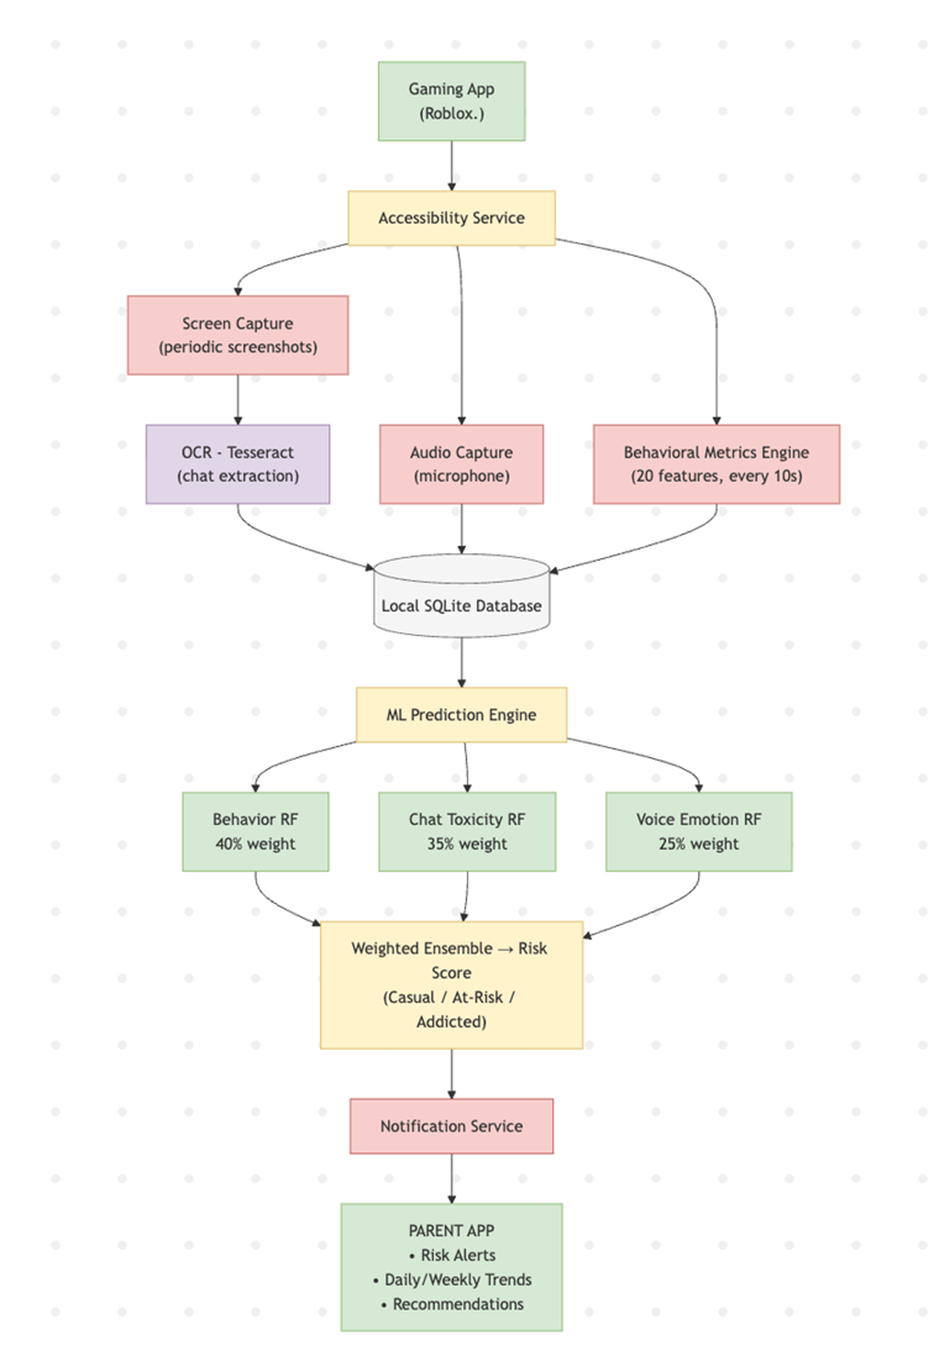 Gaming App
(Roblox.)
Accessibility Service
Screen Capture
(periodic screenshots)
OCR - Tesseract
(chat extraction)
Audio Capture
(microphone)
Behavioral Metrics Engine
(20 features, every 10s)
Local SQLite Database
ML Prediction Engine
Behavior RF
40% weight
Chat Toxicity RF
35% weight
Voice Emotion RF
25% weight
Weighted Ensemble → Risk
Score
(Casual / At-Risk /
Addicted)
Notification Service
PARENT APP
• Risk Alerts
• Daily/Weekly Trends
• Recommendations